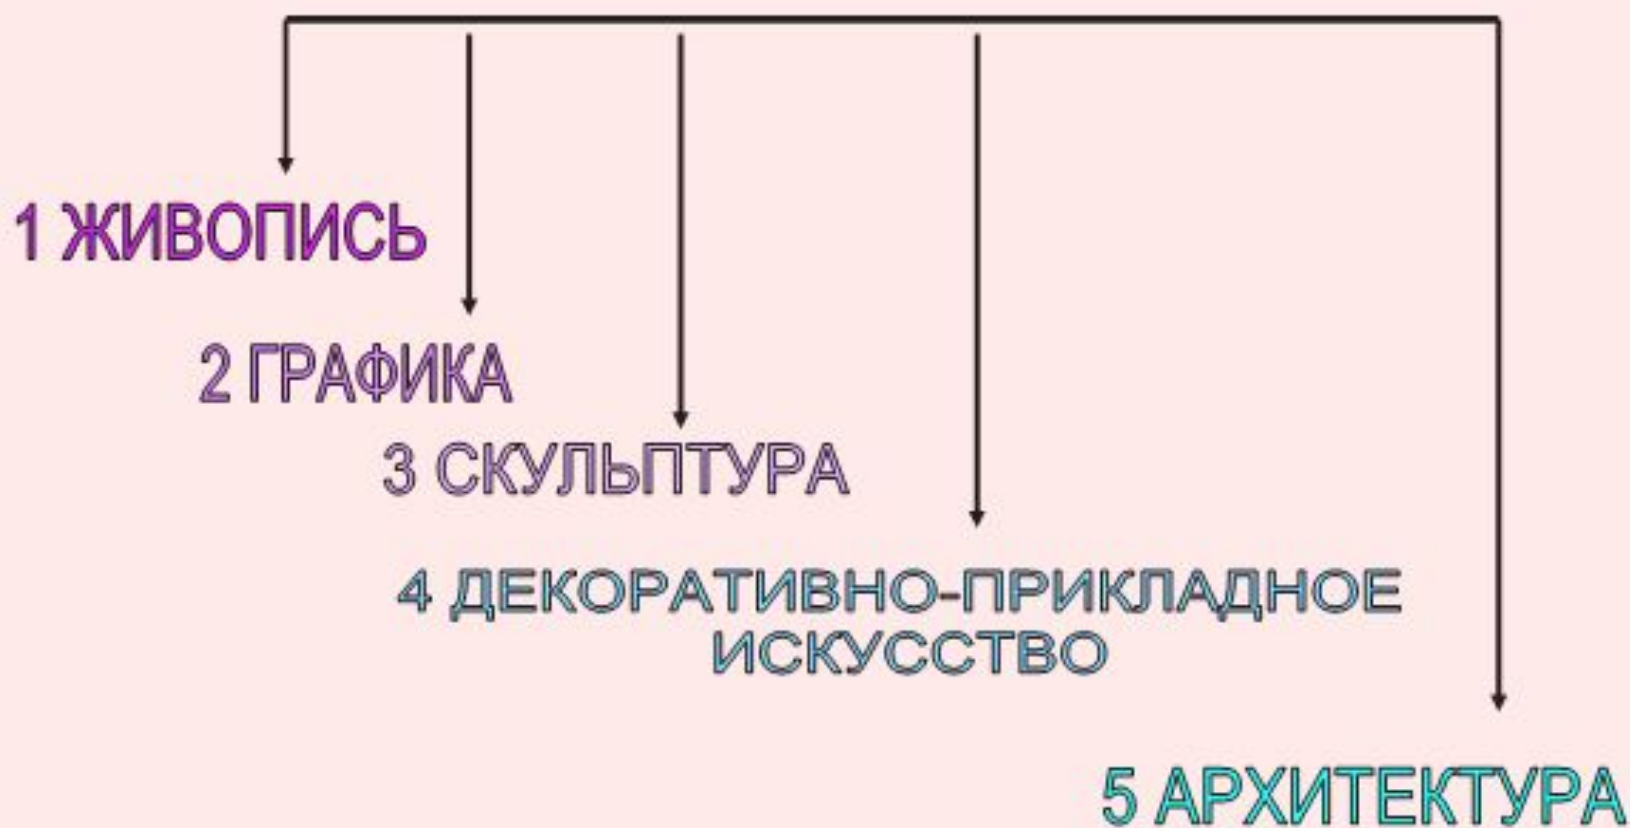 1 ЖИВОПИСЬ
2 ГРАФИКА
3 СКУЛЬПТУРА
4 ДЕКОРАТИВНО-ПРИКЛАДНОЕ
ИСКУССТВО
5 АРХИТЕКТУРА